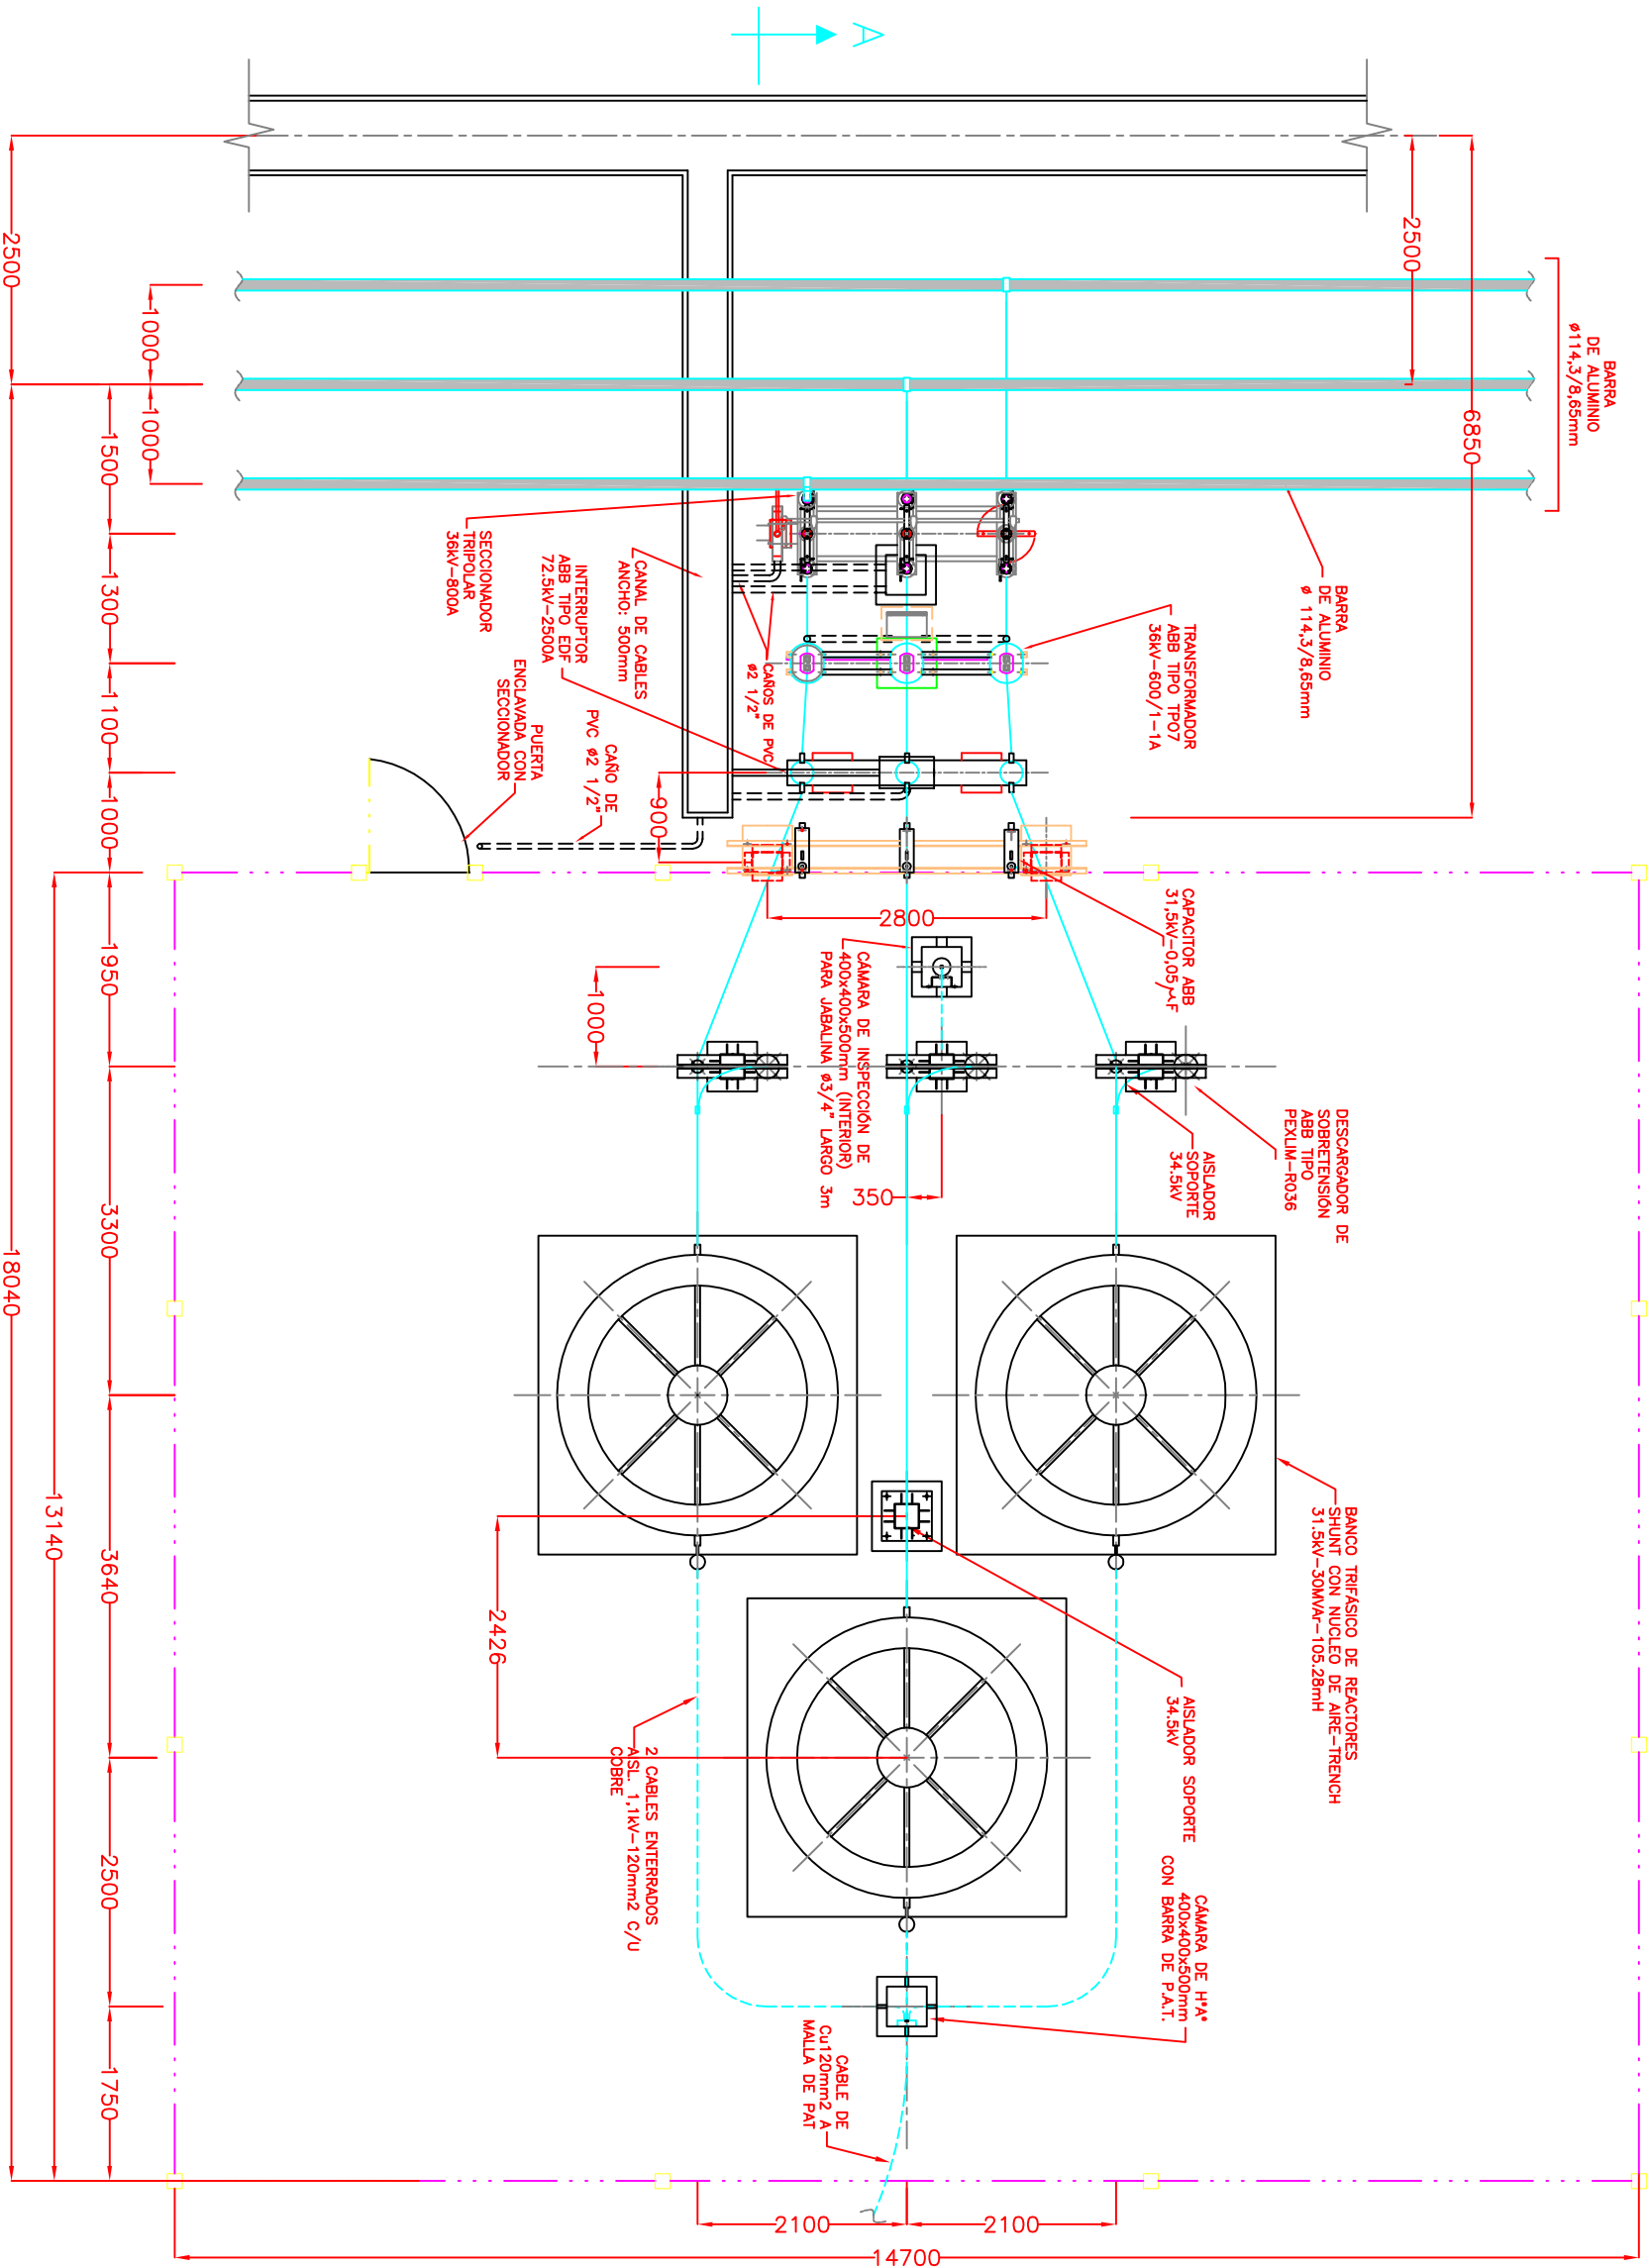 A
2500
6850
BARRA
DE ALUMINIO
ø114,3/8,65mm
BARRA
DE ALUMINIO
ø 114,3/8,65mm
TRANSFORMADOR
ABB TIPO TPO7
36kV-600/1-1A
CAPACITOR ABB
31,5kV-0,05µF
DESCARGADOR DE
SOBRETENSIÓN
ABB TIPO
PEXLIM-R036
AISLADOR
SOPORTE
34.5kV
BANCO TRIFÁSICO DE REACTORES
SHUNT CON NUCLEO DE AIRE-TRENCH
31.5kV-30MVAr-105.28mH
AISLADOR SOPORTE
34.5kV
CÁMARA DE HºAº
400x400x500mm
CON BARRA DE P.A.T.
CABLE DE
Cu120mm2 A
MALLA DE PAT
CÁMARA DE INSPECCIÓN DE
400x400x500mm (INTERIOR)
PARA JABALINA ø3/4" LARGO 3m
CAÑOS DE PVC
ø2 1/2"
CANAL DE CABLES
ANCHO: 500mm
INTERRUPTOR
ABB TIPO EDF
72.5kV-2500A
SECCIONADOR
TRIPOLAR
36kV-800A
CAÑO DE
PVC ø2 1/2"
PUERTA
ENCLAVADA CON
SECCIONADOR
2 CABLES ENTERRADOS
AISL. 1,1kV-120mm2 C/U
COBRE
2800
900
1000
350
2426
2100
2100
14700
1000
1000
1500
1300
1100
1000
1950
3300
3640
2500
1750
13140
2500
18040